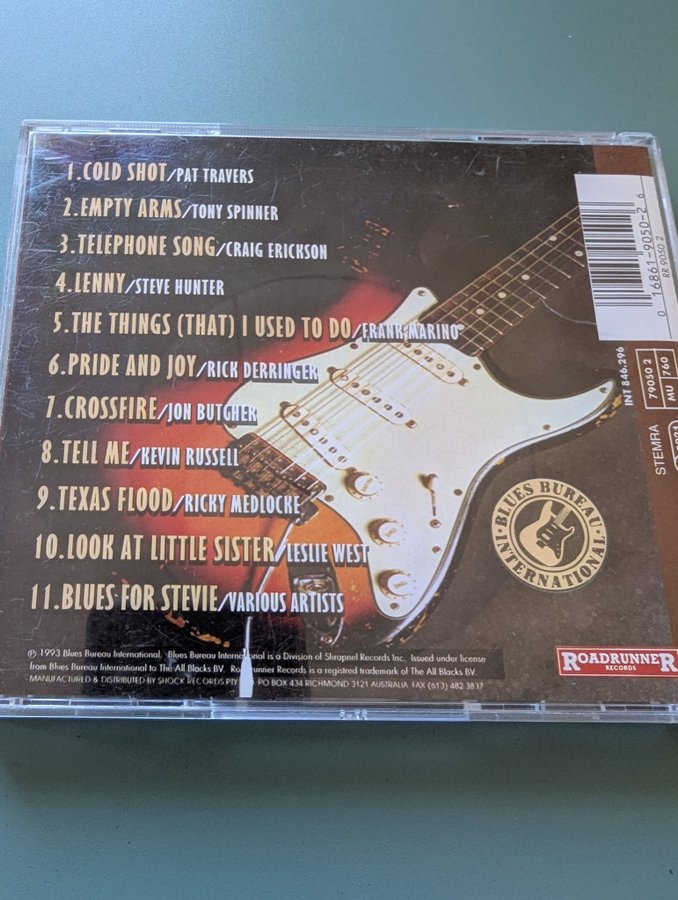 1.COLD SHOT/PAT TRAVERS
2.EMPTY ARMS/TONY SPINNER
3.TELEPHONE SONG/CRAIG ERICKSON
4.LENNY/STEVE HUNTER
5.THE THINGS (THAT) I USED TO DO/FRANK MARINO
6.PRIDE AND JOY/RICK DERRINGER
7.CROSSFIRE/JON BUTCHER
8.TELL ME/KEVIN RUSSELL
9.TEXAS FLOOD/RICKY MEDLOCKE
10.LOOK AT LITTLE SISTER/LESLIE WEST
11.BLUES FOR STEVIE/VARIOUS ARTISTS
0 16861-9050-2 6
RR 9050 2
INT 846.296
79050 2
MU 760
STEMRA
· BLUES BUREAU · INTERNATIONAL
℗ 1993 Blues Bureau International. Blues Bureau International is a Division of Shrapnel Records Inc. Issued under license
from Blues Bureau International to The All Blacks BV. Roadrunner Records is a registred trademark of The All Blacks BV.
MANUFACTURED & DISTRIBUTED BY SHOCK RECORDS PTY PO BOX 434 RICHMOND 3121 AUSTRALIA FAX (613) 482 3837
ROADRUNNER
RECORDS